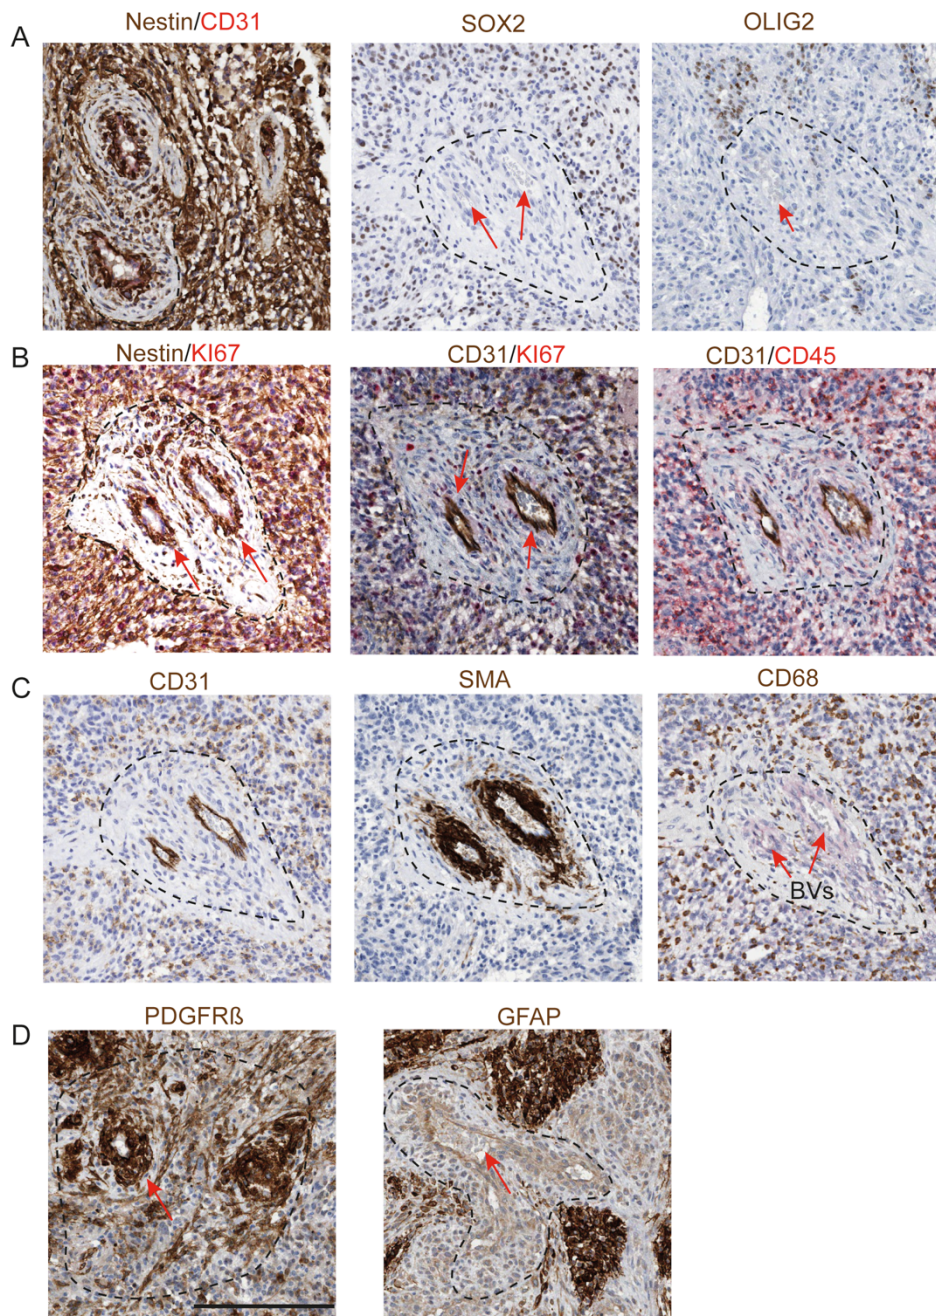 A
Nestin/CD31
SOX2
OLIG2
B
Nestin/KI67
CD31/KI67
CD31/CD45
C
CD31
SMA
CD68
BVs
D
PDGFRß
GFAP